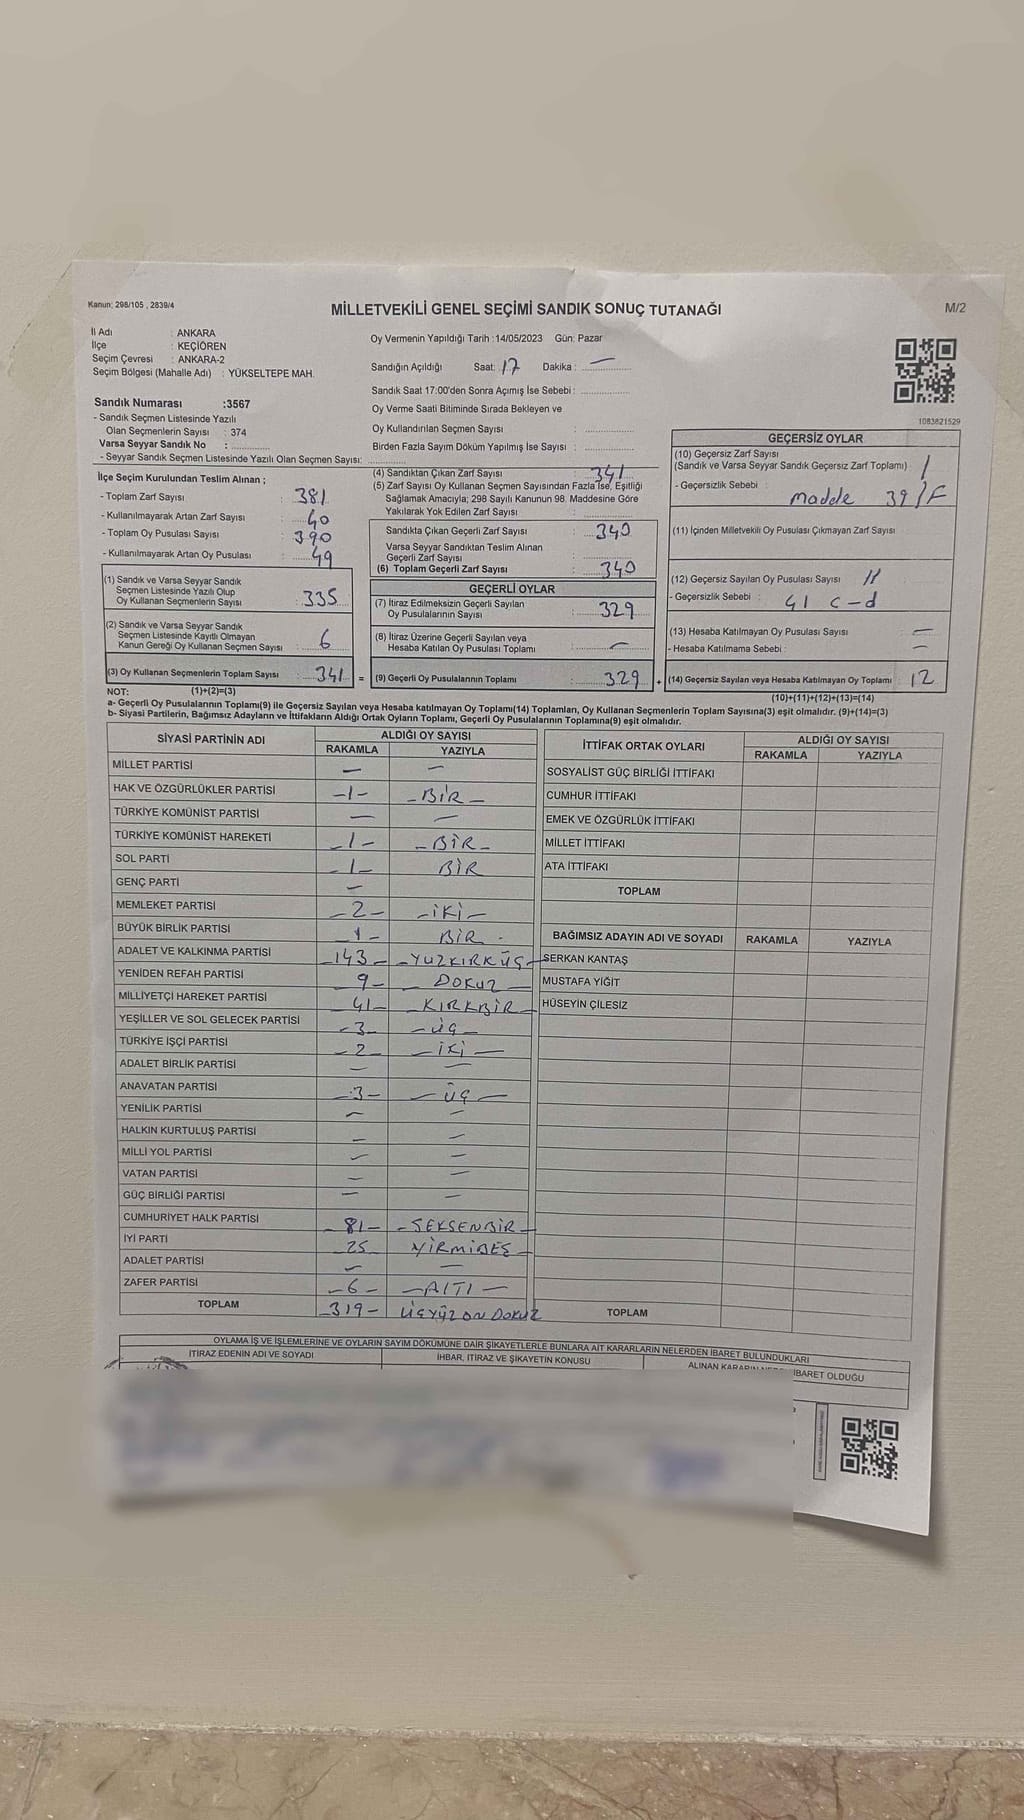 Kanun: 298/105 , 2839/4
MİLLETVEKİLİ GENEL SEÇİMİ SANDIK SONUÇ TUTANAĞI
M/2
İl Adı : ANKARA
İlçe : KEÇİÖREN
Seçim Çevresi : ANKARA-2
Seçim Bölgesi (Mahalle Adı) : YÜKSELTEPE MAH.
Sandık Numarası :3567
- Sandık Seçmen Listesinde Yazılı
Olan Seçmenlerin Sayısı : 374
Varsa Seyyar Sandık No :
- Seyyar Sandık Seçmen Listesinde Yazılı Olan Seçmen Sayısı:
Oy Vermenin Yapıldığı Tarih :14/05/2023 Gün: Pazar
Sandığın Açıldığı Saat: 17 Dakika : —
Sandık Saat 17:00'den Sonra Açımış İse Sebebi :
Oy Verme Saati Bitiminde Sırada Bekleyen ve
Oy Kullandırılan Seçmen Sayısı :
Birden Fazla Sayım Döküm Yapılmış İse Sayısı :
1083821529
İlçe Seçim Kurulundan Teslim Alınan ;
- Toplam Zarf Sayısı : 381
- Kullanılmayarak Artan Zarf Sayısı : 40
- Toplam Oy Pusulası Sayısı : 390
- Kullanılmayarak Artan Oy Pusulası : 49
(1) Sandık ve Varsa Seyyar Sandık
Seçmen Listesinde Yazılı Olup
Oy Kullanan Seçmenlerin Sayısı : 335
(2) Sandık ve Varsa Seyyar Sandık
Seçmen Listesinde Kayıtlı Olmayan
Kanun Gereği Oy Kullanan Seçmen Sayısı : 6
(3) Oy Kullanan Seçmenlerin Toplam Sayısı : 341 =
(4) Sandıktan Çıkan Zarf Sayısı : 341
(5) Zarf Sayısı Oy Kullanan Seçmen Sayısından Fazla İse, Eşitliği
Sağlamak Amacıyla; 298 Sayılı Kanunun 98. Maddesine Göre
Yakılarak Yok Edilen Zarf Sayısı :
Sandıkta Çıkan Geçerli Zarf Sayısı : 340
Varsa Seyyar Sandıktan Teslim Alınan
Geçerli Zarf Sayısı :
(6) Toplam Geçerli Zarf Sayısı : 340
GEÇERLİ OYLAR
(7) İtiraz Edilmeksizin Geçerli Sayılan
Oy Pusulalarının Sayısı : 329
(8) İtiraz Üzerine Geçerli Sayılan veya
Hesaba Katılan Oy Pusulası Toplamı : —
(9) Geçerli Oy Pusulalarının Toplamı : 329 +
GEÇERSİZ OYLAR
(10) Geçersiz Zarf Sayısı
(Sandık ve Varsa Seyyar Sandık Geçersiz Zarf Toplamı) : 1
- Geçersizlik Sebebi : madde 39/F
(11) İçinden Milletvekili Oy Pusulası Çıkmayan Zarf Sayısı
(12) Geçersiz Sayılan Oy Pusulası Sayısı : 11
- Geçersizlik Sebebi : 41 c-d
(13) Hesaba Katılmayan Oy Pusulası Sayısı : —
- Hesaba Katılmama Sebebi : —
(14) Geçersiz Sayılan veya Hesaba Katılmayan Oy Toplamı : 12
NOT: (1)+(2)=(3)
(10)+(11)+(12)+(13)=(14)
a- Geçerli Oy Pusulalarının Toplamı(9) ile Geçersiz Sayılan veya Hesaba katılmayan Oy Toplamı(14) Toplamları, Oy Kullanan Seçmenlerin Toplam Sayısına(3) eşit olmalıdır. (9)+(14)=(3)
b- Siyasi Partilerin, Bağımsız Adayların ve İttifakların Aldığı Ortak Oyların Toplamı, Geçerli Oy Pusulalarının Toplamına(9) eşit olmalıdır.
SİYASİ PARTİNİN ADI ALDIĞI OY SAYISI
RAKAMLA YAZIYLA
MİLLET PARTİSİ — —
HAK VE ÖZGÜRLÜKLER PARTİSİ -1- -BİR-
TÜRKİYE KOMÜNİST PARTİSİ — —
TÜRKİYE KOMÜNİST HAREKETİ -1- -BİR-
SOL PARTİ -1- BİR
GENÇ PARTİ —
MEMLEKET PARTİSİ -2- -İKİ-
BÜYÜK BİRLİK PARTİSİ -1- BİR -
ADALET VE KALKINMA PARTİSİ -143- -YÜZKIRKÜÇ-
YENİDEN REFAH PARTİSİ 9- - DOKUZ -
MİLLİYETÇİ HAREKET PARTİSİ -41- -KIRKBİR-
YEŞİLLER VE SOL GELECEK PARTİSİ -3- -ÜÇ-
TÜRKİYE İŞÇİ PARTİSİ -2- -İKİ-
ADALET BİRLİK PARTİSİ — —
ANAVATAN PARTİSİ -3- -ÜÇ-
YENİLİK PARTİSİ — —
HALKIN KURTULUŞ PARTİSİ — —
MİLLİ YOL PARTİSİ — —
VATAN PARTİSİ — —
GÜÇ BİRLİĞİ PARTİSİ — —
CUMHURİYET HALK PARTİSİ -81- -SEKSENBİR-
İYİ PARTİ -25- YİRMİBEŞ-
ADALET PARTİSİ — —
ZAFER PARTİSİ -6- -ALTI-
TOPLAM -319- ÜÇYÜZONDOKUZ
İTTİFAK ORTAK OYLARI ALDIĞI OY SAYISI
RAKAMLA YAZIYLA
SOSYALİST GÜÇ BİRLİĞİ İTTİFAKI
CUMHUR İTTİFAKI
EMEK VE ÖZGÜRLÜK İTTİFAKI
MİLLET İTTİFAKI
ATA İTTİFAKI
TOPLAM
BAĞIMSIZ ADAYIN ADI VE SOYADI RAKAMLA YAZIYLA
SERKAN KANTAŞ
MUSTAFA YİĞİT
HÜSEYİN ÇİLESİZ
TOPLAM
OYLAMA İŞ VE İŞLEMLERİNE VE OYLARIN SAYIM DÖKÜMÜNE DAİR ŞİKAYETLERLE BUNLARA AİT KARARLARIN NELERDEN İBARET BULUNDUKLARI
İTİRAZ EDENİN ADI VE SOYADI İHBAR, İTİRAZ VE ŞİKAYETİN KONUSU ALINAN İBARET OLDUĞU